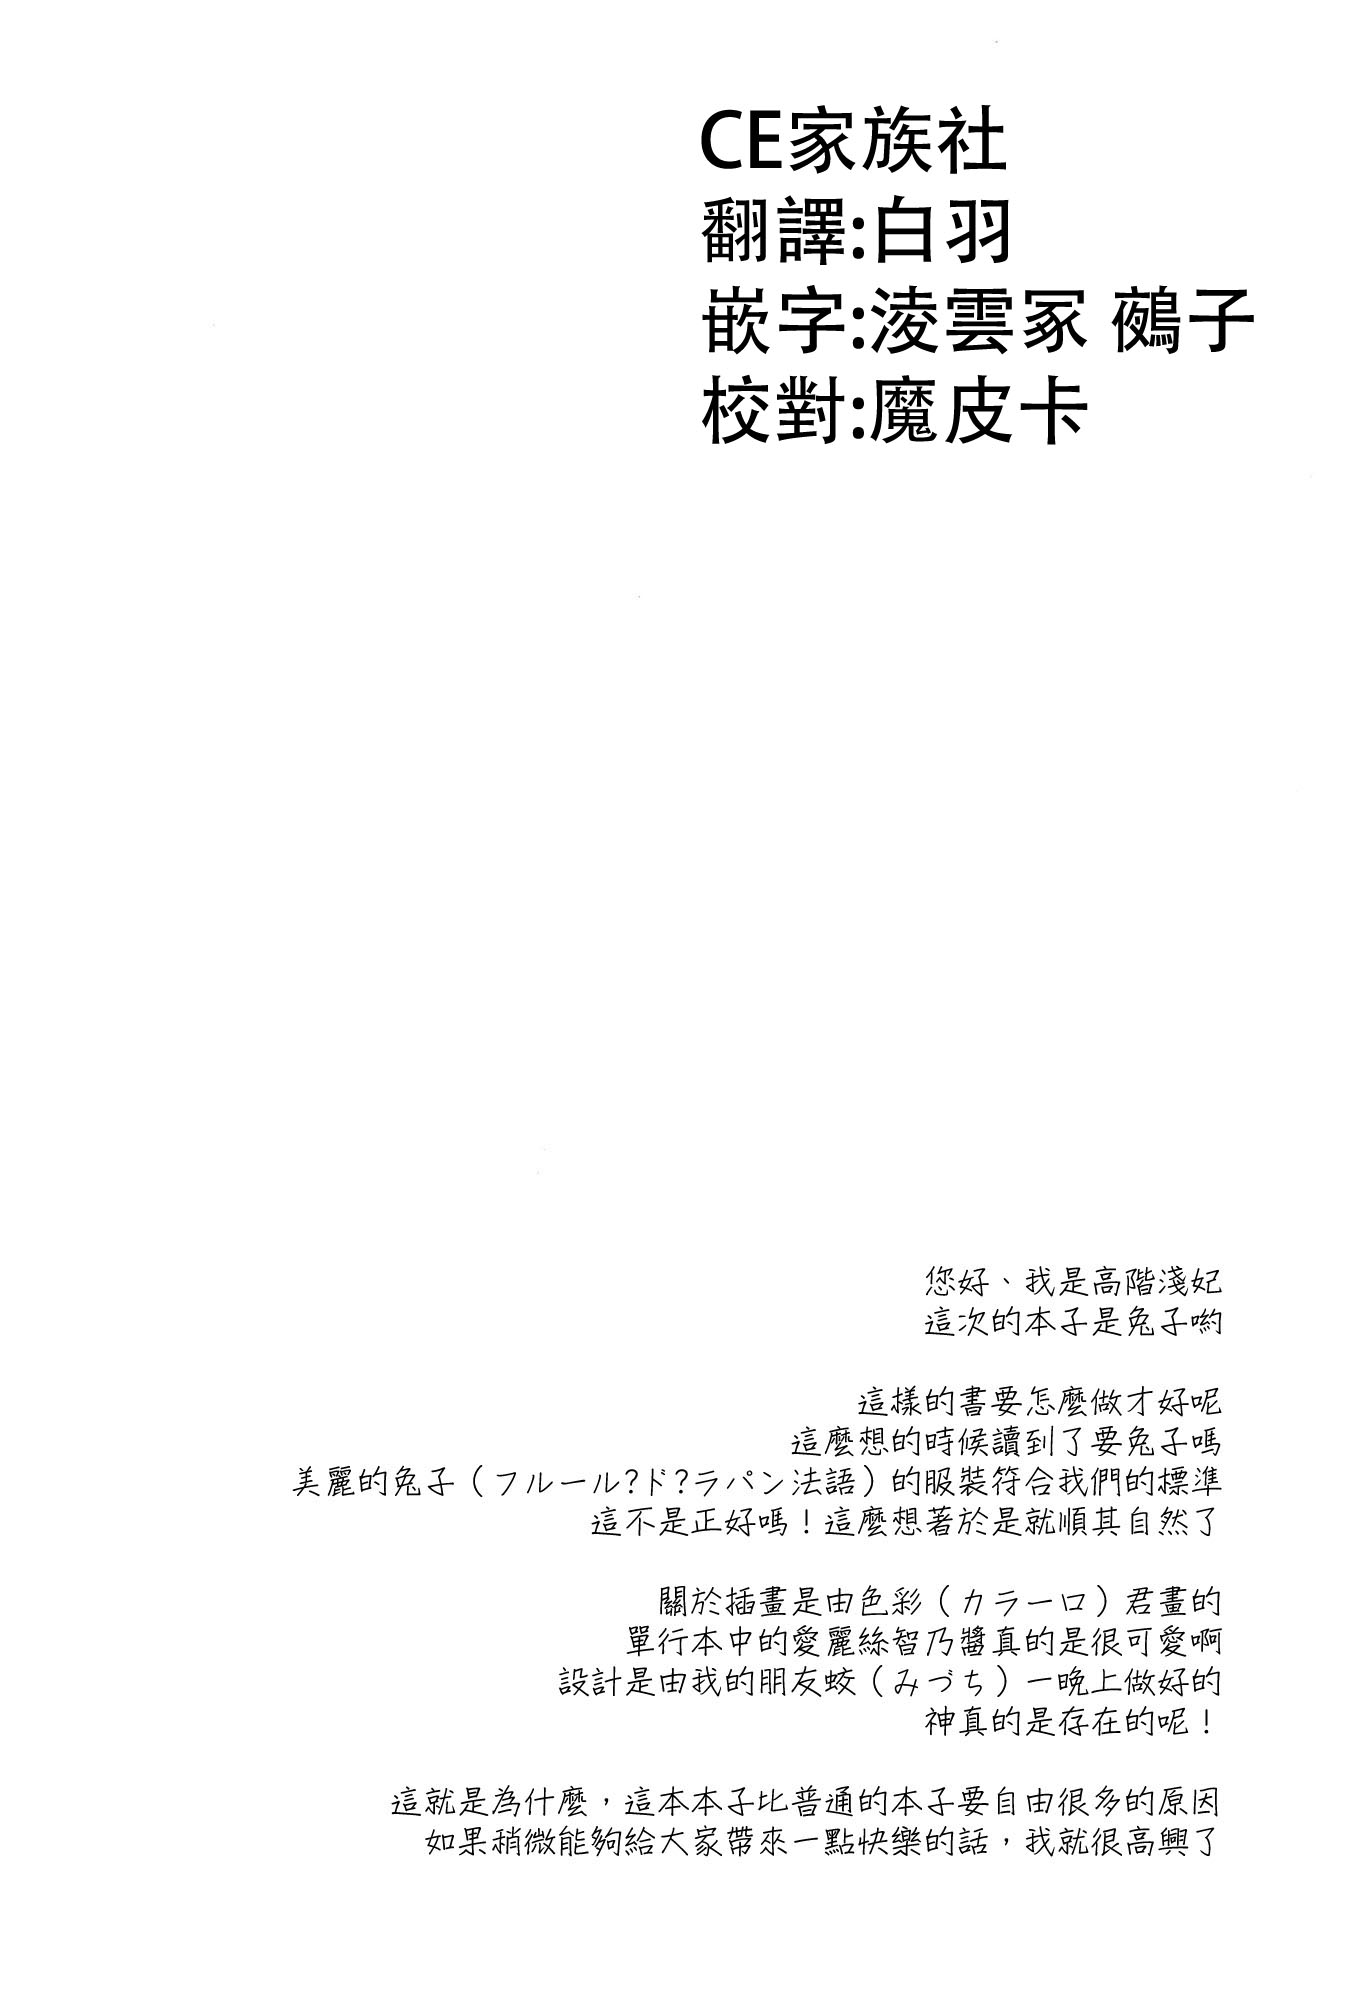 CE家族社
翻譯:白羽
嵌字:淩雲冢 鵺子
校對:魔皮卡
您好、我是高階淺妃
這次的本子是兔子喲
這樣的書要怎麼做才好呢
這麼想的時候讀到了要兔子嗎
美麗的兔子（フルール?ド?ラパン法語）的服裝符合我們的標準
這不是正好嗎！這麼想著於是就順其自然了
關於插畫是由色彩（カラーロ）君畫的
單行本中的愛麗絲智乃醬真的是很可愛啊
設計是由我的朋友蛟（みづち）一晚上做好的
神真的是存在的呢！
這就是為什麼，這本本子比普通的本子要自由很多的原因
如果稍微能夠給大家帶來一點快樂的話，我就很高興了